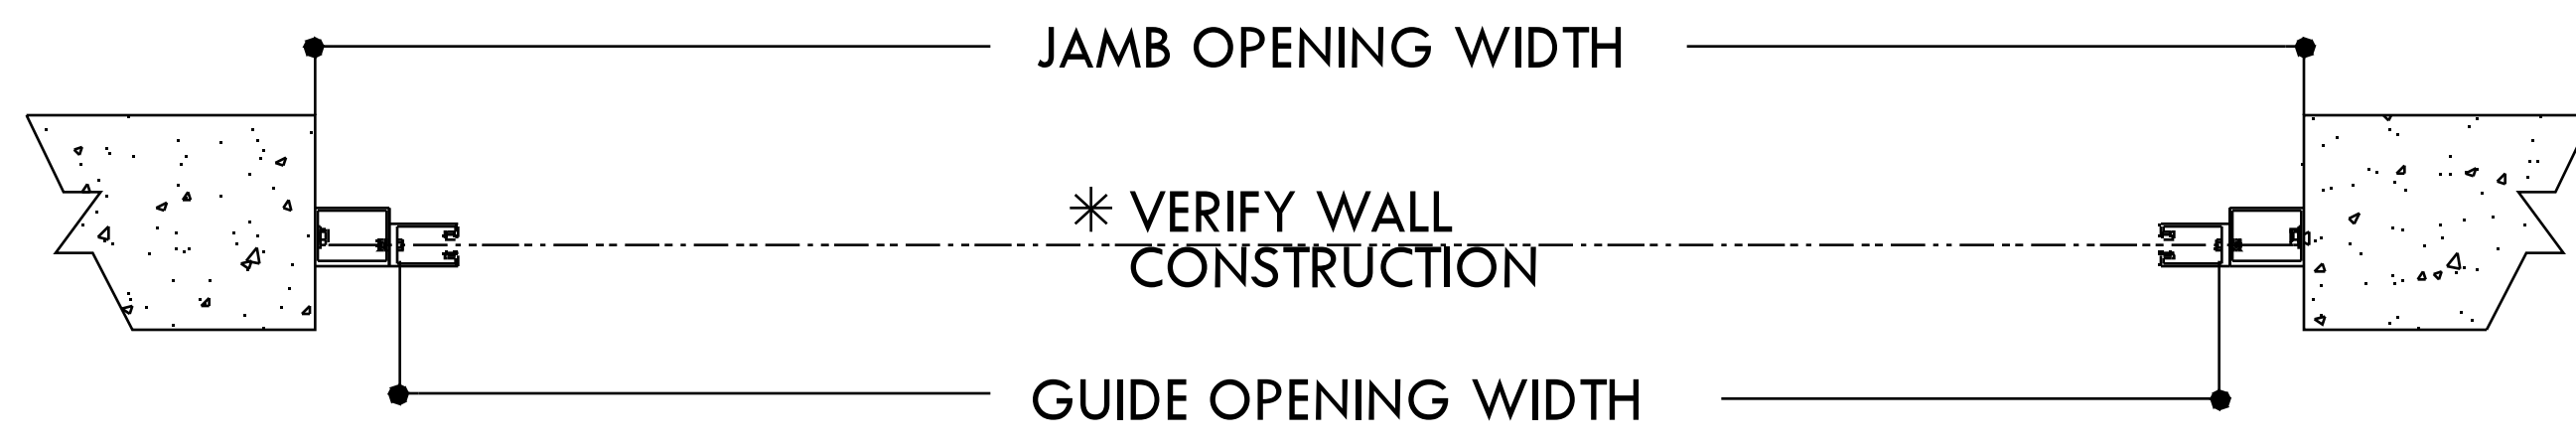 JAMB OPENING WIDTH
✳ VERIFY WALL
CONSTRUCTION
GUIDE OPENING WIDTH